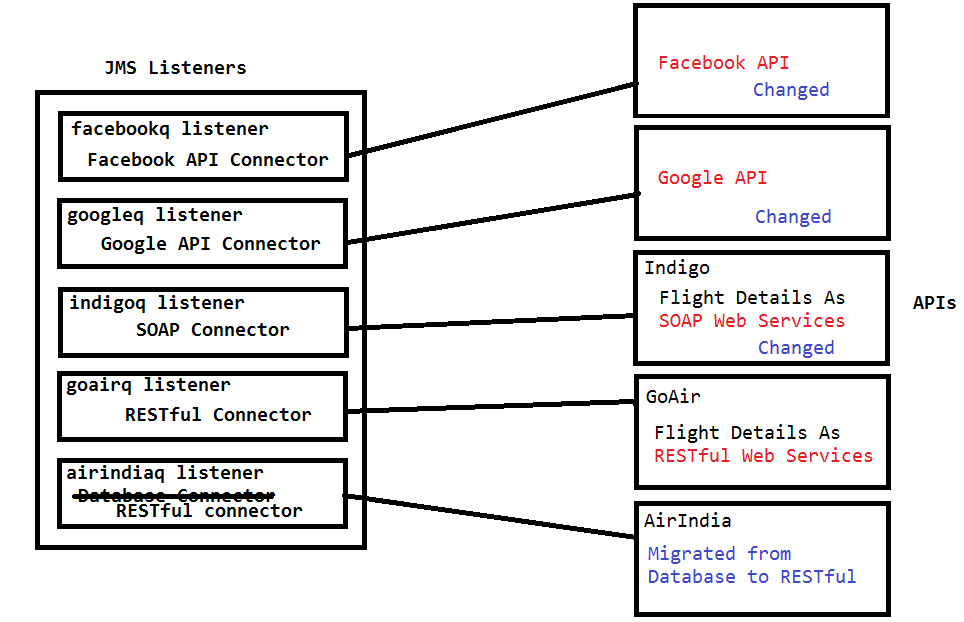 JMS Listeners
facebookq listener
Facebook API Connector
googleq listener
Google API Connector
indigoq listener
SOAP Connector
goairq listener
RESTful Connector
airindiaq listener
Database Connector
RESTful connector
Facebook API
Changed
Google API
Changed
Indigo
Flight Details As
SOAP Web Services
Changed
GoAir
Flight Details As
RESTful Web Services
AirIndia
Migrated from
Database to RESTful
APIs